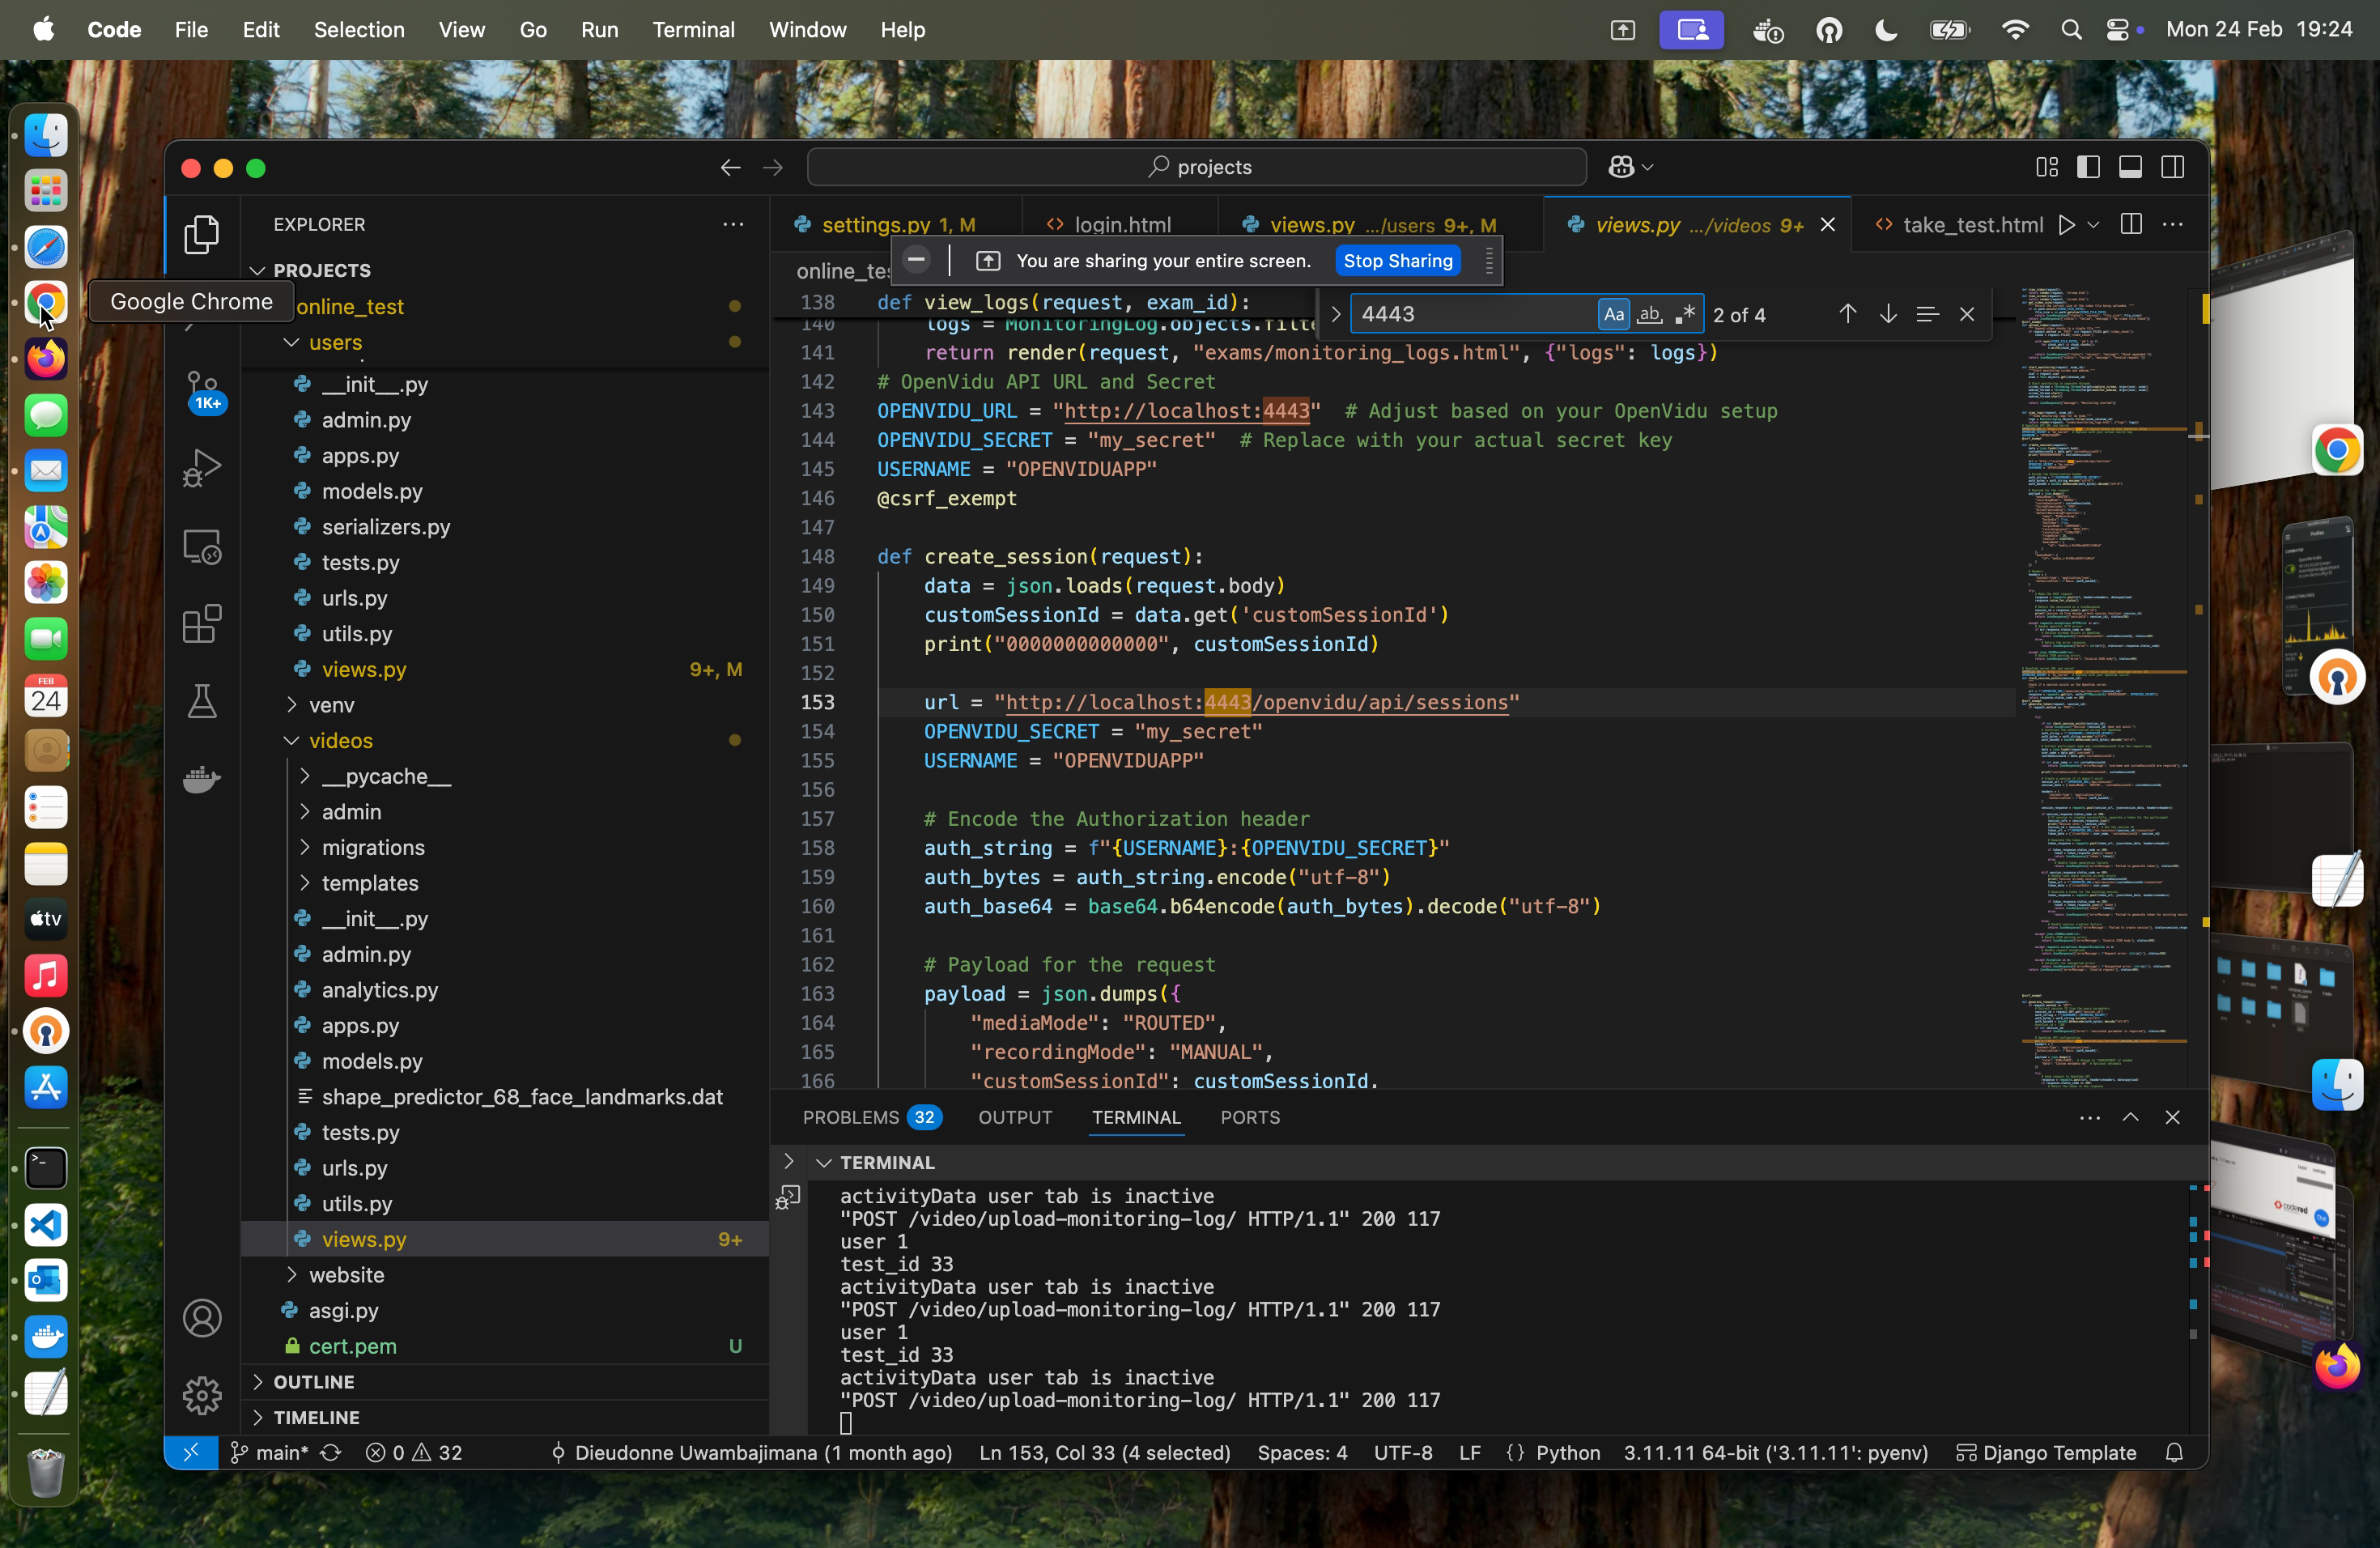 Code File Edit Selection View Go Run Terminal Window Help Mon 24 Feb 19:24
projects
EXPLORER
PROJECTS
online_test
users
__init__.py
admin.py
apps.py
models.py
serializers.py
tests.py
urls.py
utils.py
views.py 9+, M
venv
videos
__pycache__
admin
migrations
templates
__init__.py
admin.py
analytics.py
apps.py
models.py
shape_predictor_68_face_landmarks.dat
tests.py
urls.py
utils.py
views.py 9+
website
asgi.py
cert.pem U
OUTLINE
TIMELINE
Google Chrome
1K+
FEB
24
tv
settings.py 1, M
login.html
views.py .../users 9+, M
views.py .../videos 9+
take_test.html
You are sharing your entire screen. Stop Sharing
online_te
4443 Aa ab 2 of 4
138 def view_logs(request, exam_id):
140 logs = MonitoringLog.objects.filte
141 return render(request, "exams/monitoring_logs.html", {"logs": logs})
142 # OpenVidu API URL and Secret
143 OPENVIDU_URL = "http://localhost:4443" # Adjust based on your OpenVidu setup
144 OPENVIDU_SECRET = "my_secret" # Replace with your actual secret key
145 USERNAME = "OPENVIDUAPP"
146 @csrf_exempt
147
148 def create_session(request):
149 data = json.loads(request.body)
150 customSessionId = data.get('customSessionId')
151 print("0000000000000", customSessionId)
152
153 url = "http://localhost:4443/openvidu/api/sessions"
154 OPENVIDU_SECRET = "my_secret"
155 USERNAME = "OPENVIDUAPP"
156
157 # Encode the Authorization header
158 auth_string = f"{USERNAME}:{OPENVIDU_SECRET}"
159 auth_bytes = auth_string.encode("utf-8")
160 auth_base64 = base64.b64encode(auth_bytes).decode("utf-8")
161
162 # Payload for the request
163 payload = json.dumps({
164 "mediaMode": "ROUTED",
165 "recordingMode": "MANUAL",
166 "customSessionId": customSessionId,
PROBLEMS 32 OUTPUT TERMINAL PORTS
TERMINAL
activityData user tab is inactive
"POST /video/upload-monitoring-log/ HTTP/1.1" 200 117
user 1
test_id 33
activityData user tab is inactive
"POST /video/upload-monitoring-log/ HTTP/1.1" 200 117
user 1
test_id 33
activityData user tab is inactive
"POST /video/upload-monitoring-log/ HTTP/1.1" 200 117
main* 0 32 Dieudonne Uwambajimana (1 month ago) Ln 153, Col 33 (4 selected) Spaces: 4 UTF-8 LF {} Python 3.11.11 64-bit ('3.11.11': pyenv) Django Template